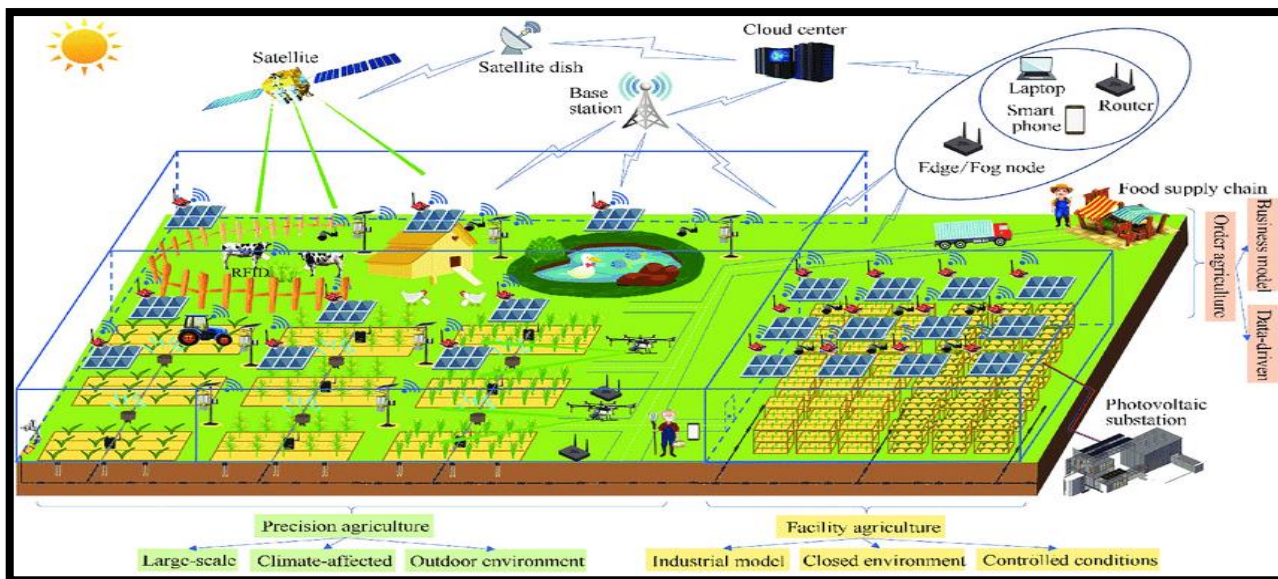 Satellite
Satellite dish
Cloud center
Base
station
Laptop
Smart
phone
Router
Edge/Fog node
Food supply chain
RFID
Order agriculture
Business model
Data-driven
Photovoltaic
substation
Precision agriculture
Large-scale
Climate-affected
Outdoor environment
Facility agriculture
Industrial model
Closed environment
Controlled conditions